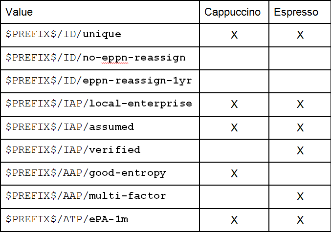 Value Cappuccino Espresso
$PREFIX$/ID/unique X X
$PREFIX$/ID/no-eppn-reassign
$PREFIX$/ID/eppn-reassign-1yr
$PREFIX$/IAP/local-enterprise X X
$PREFIX$/IAP/assumed X X
$PREFIX$/IAP/verified X
$PREFIX$/AAP/good-entropy X
$PREFIX$/AAP/multi-factor X
$PREFIX$/ATP/ePA-1m X X